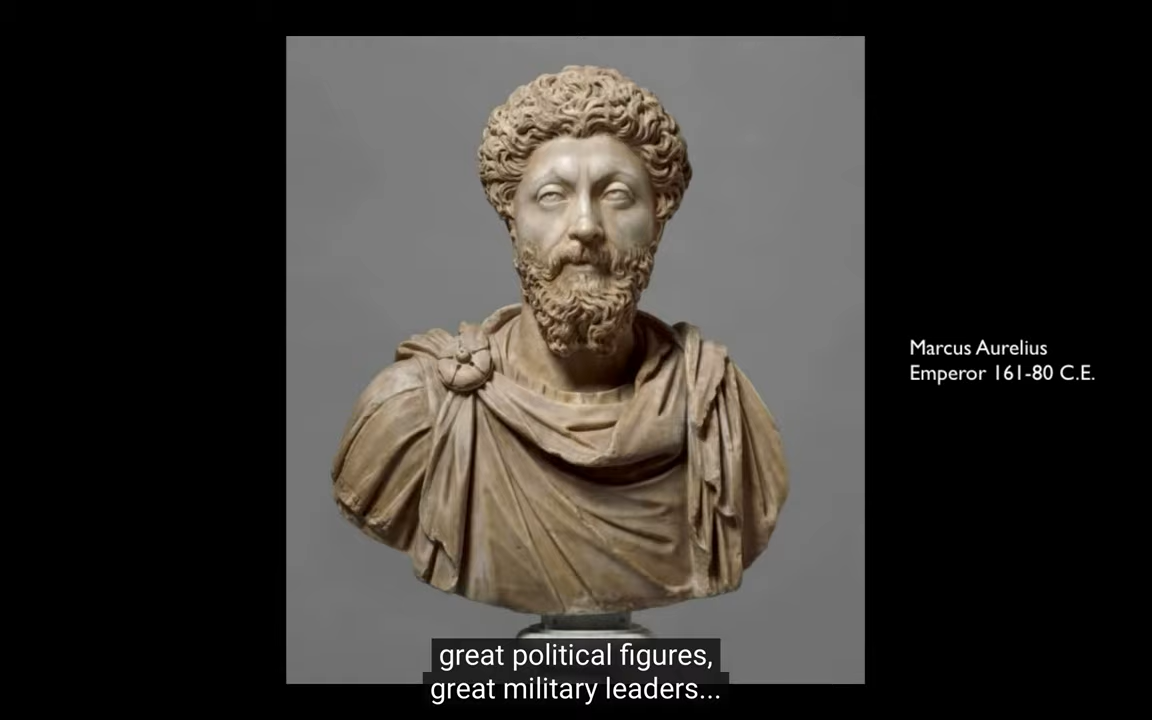 Marcus Aurelius
Emperor 161-80 C.E.
great political figures,
great military leaders...